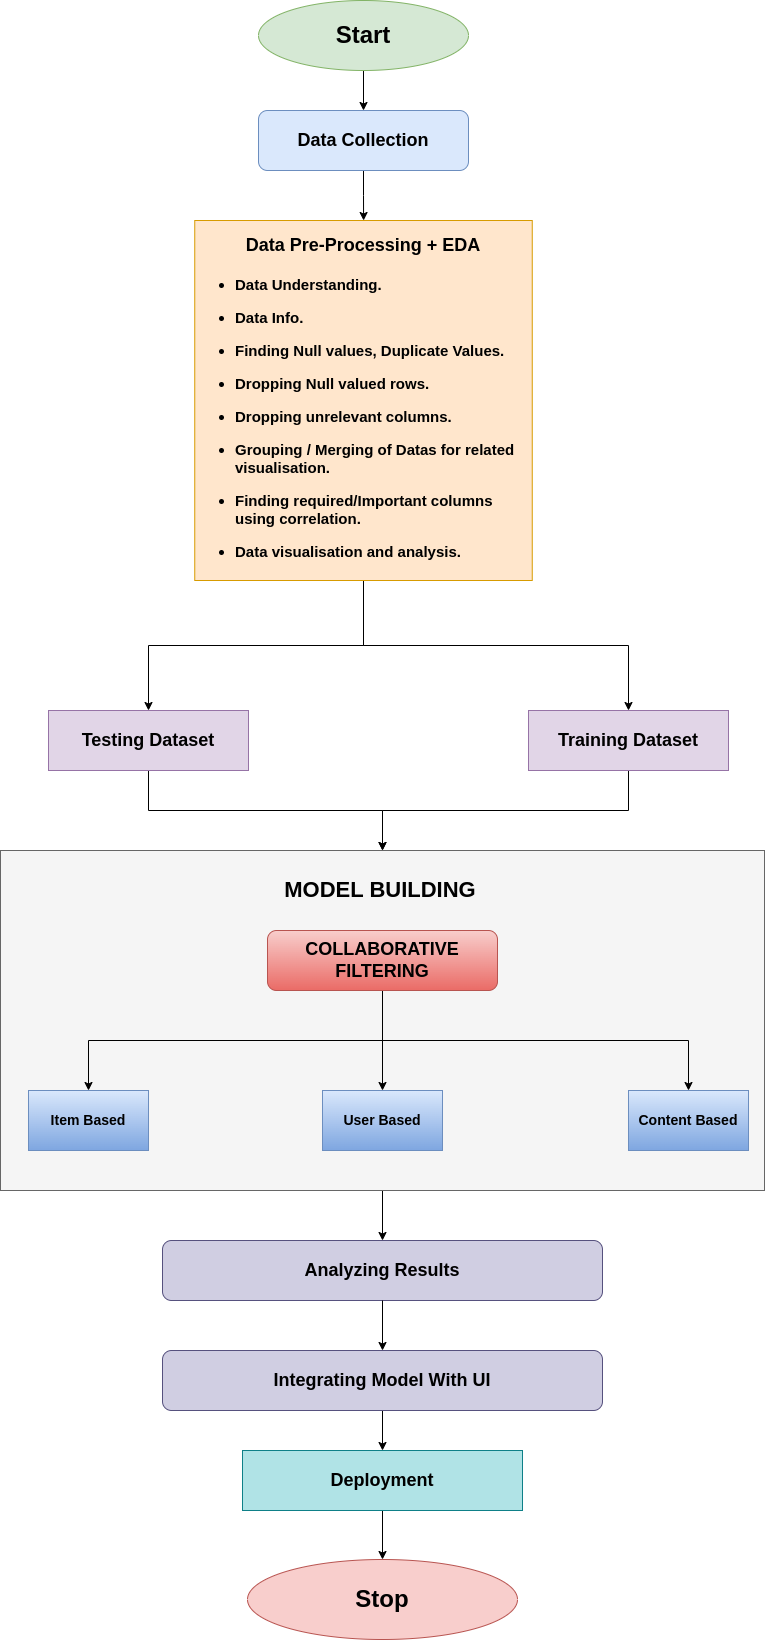 Start
Data Collection
Data Pre-Processing + EDA
Data Understanding.
Data Info.
Finding Null values, Duplicate Values.
Dropping Null valued rows.
Dropping unrelevant columns.
Grouping / Merging of Datas for related
visualisation.
Finding required/Important columns
using correlation.
Data visualisation and analysis.
Testing Dataset
Training Dataset
MODEL BUILDING
COLLABORATIVE
FILTERING
Item Based
User Based
Content Based
Analyzing Results
Integrating Model With UI
Deployment
Stop